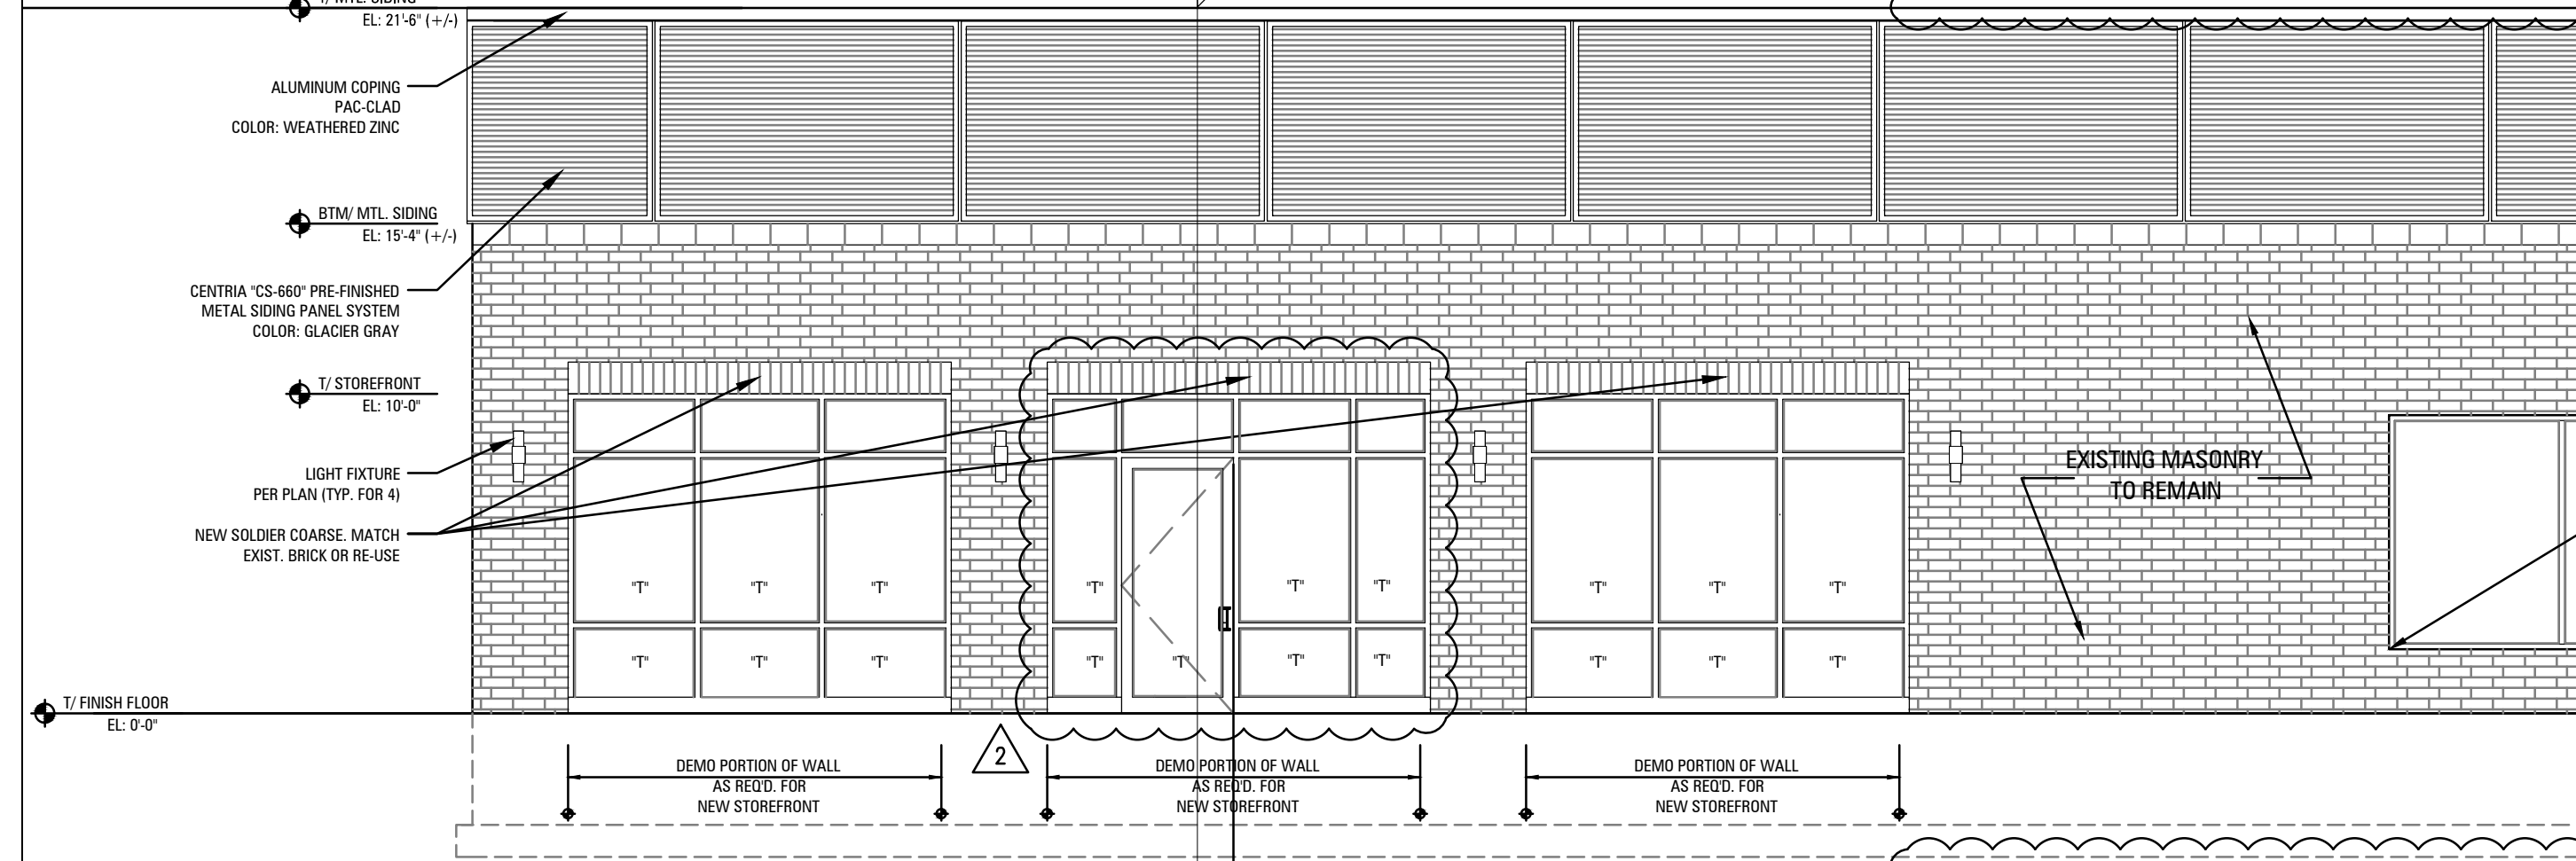 T/ MTL. SIDING
EL: 21'-6" (+/-)
ALUMINUM COPING
PAC-CLAD
COLOR: WEATHERED ZINC
BTM/ MTL. SIDING
EL: 15'-4" (+/-)
CENTRIA "CS-660" PRE-FINISHED
METAL SIDING PANEL SYSTEM
COLOR: GLACIER GRAY
T/ STOREFRONT
EL: 10'-0"
LIGHT FIXTURE
PER PLAN (TYP. FOR 4)
NEW SOLDIER COARSE. MATCH
EXIST. BRICK OR RE-USE
EXISTING MASONRY
TO REMAIN
"T" "T" "T" "T" "T" "T" "T" "T" "T"
"T" "T" "T" "T" "T" "T" "T" "T" "T" "T"
T/ FINISH FLOOR
EL: 0'-0"
2
DEMO PORTION OF WALL
AS REQ'D. FOR
NEW STOREFRONT
DEMO PORTION OF WALL
AS REQ'D. FOR
NEW STOREFRONT
DEMO PORTION OF WALL
AS REQ'D. FOR
NEW STOREFRONT